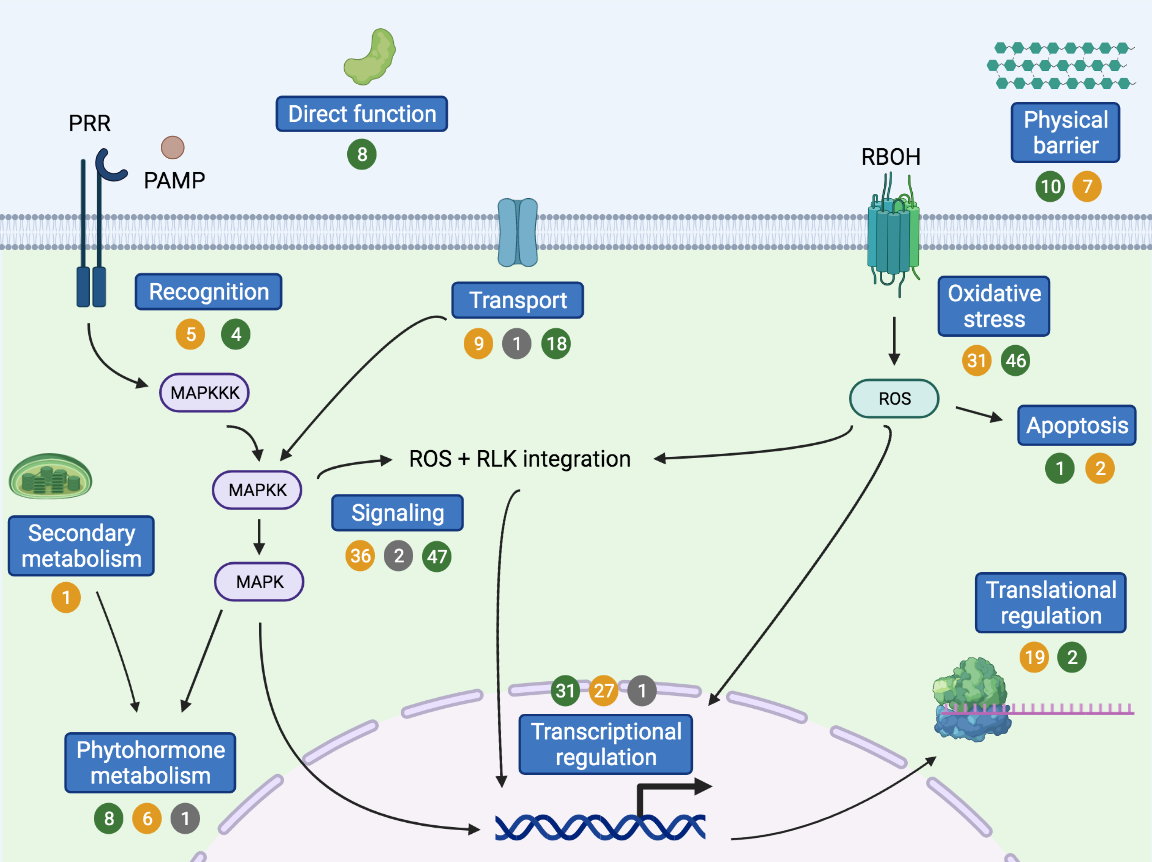 Direct function
8
PRR
PAMP
Physical
barrier
10 7
RBOH
Recognition
5 4
Transport
9 1 18
Oxidative
stress
31 46
MAPKKK
ROS
Apoptosis
1 2
ROS + RLK integration
MAPKK
Signaling
36 2 47
Secondary
metabolism
1
MAPK
Translational
regulation
19 2
31 27 1
Transcriptional
regulation
Phytohormone
metabolism
8 6 1